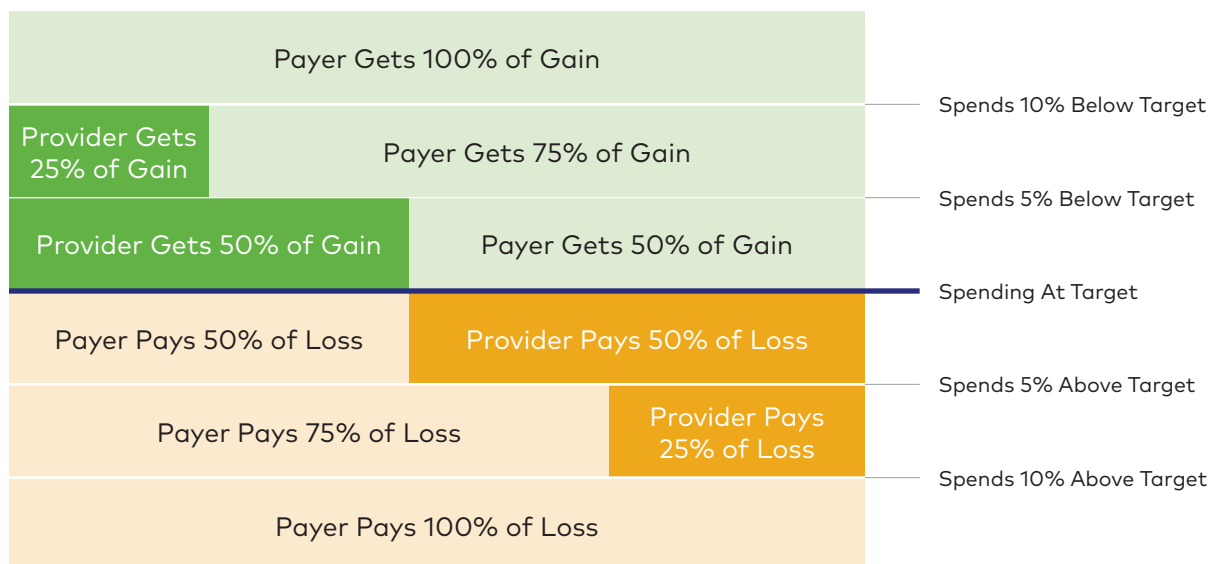 Payer Gets 100% of Gain
Spends 10% Below Target
Provider Gets
25% of Gain
Payer Gets 75% of Gain
Spends 5% Below Target
Provider Gets 50% of Gain
Payer Gets 50% of Gain
Spending At Target
Payer Pays 50% of Loss
Provider Pays 50% of Loss
Spends 5% Above Target
Payer Pays 75% of Loss
Provider Pays
25% of Loss
Spends 10% Above Target
Payer Pays 100% of Loss